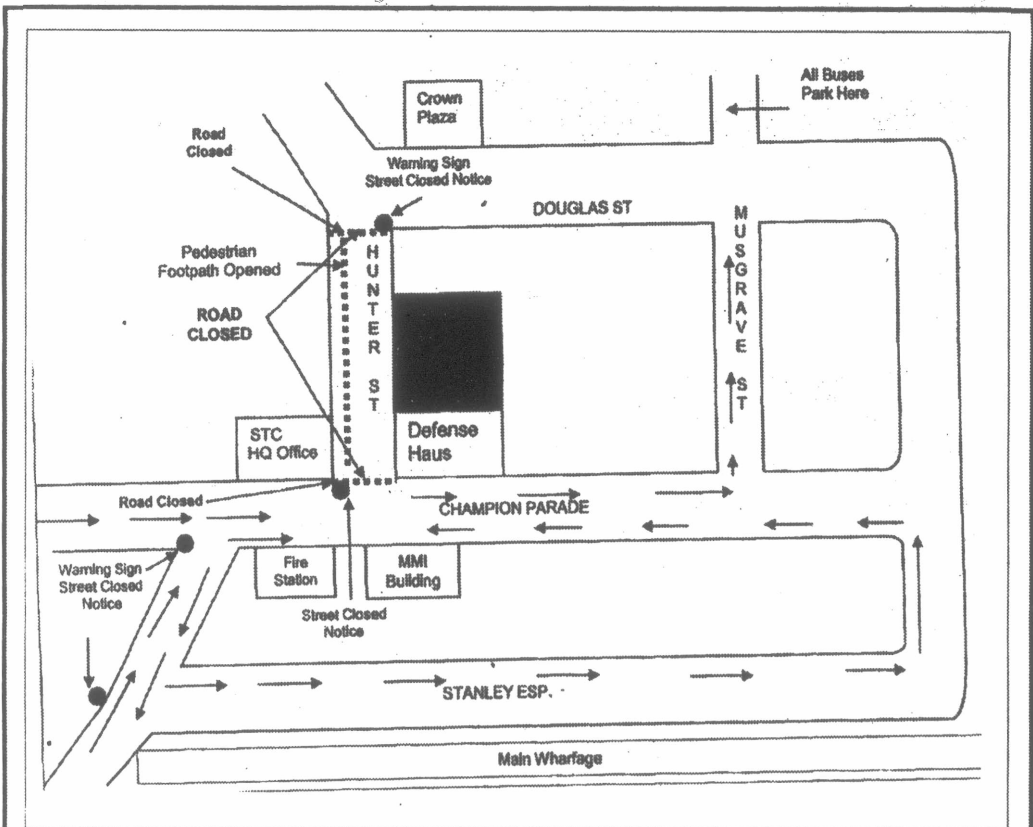 All Buses
Park Here
Crown
Plaza
Road
Closed
Warning Sign
Street Closed Notice
DOUGLAS ST
MUSGRAVE ST
Pedestrian
Footpath Opened
HUNTER ST
ROAD
CLOSED
STC
HQ Office
Defense
Haus
Road Closed
CHAMPION PARADE
Warning Sign
Street Closed
Notice
Fire
Station
MMI
Building
Street Closed
Notice
STANLEY ESP.
Main Wharfage